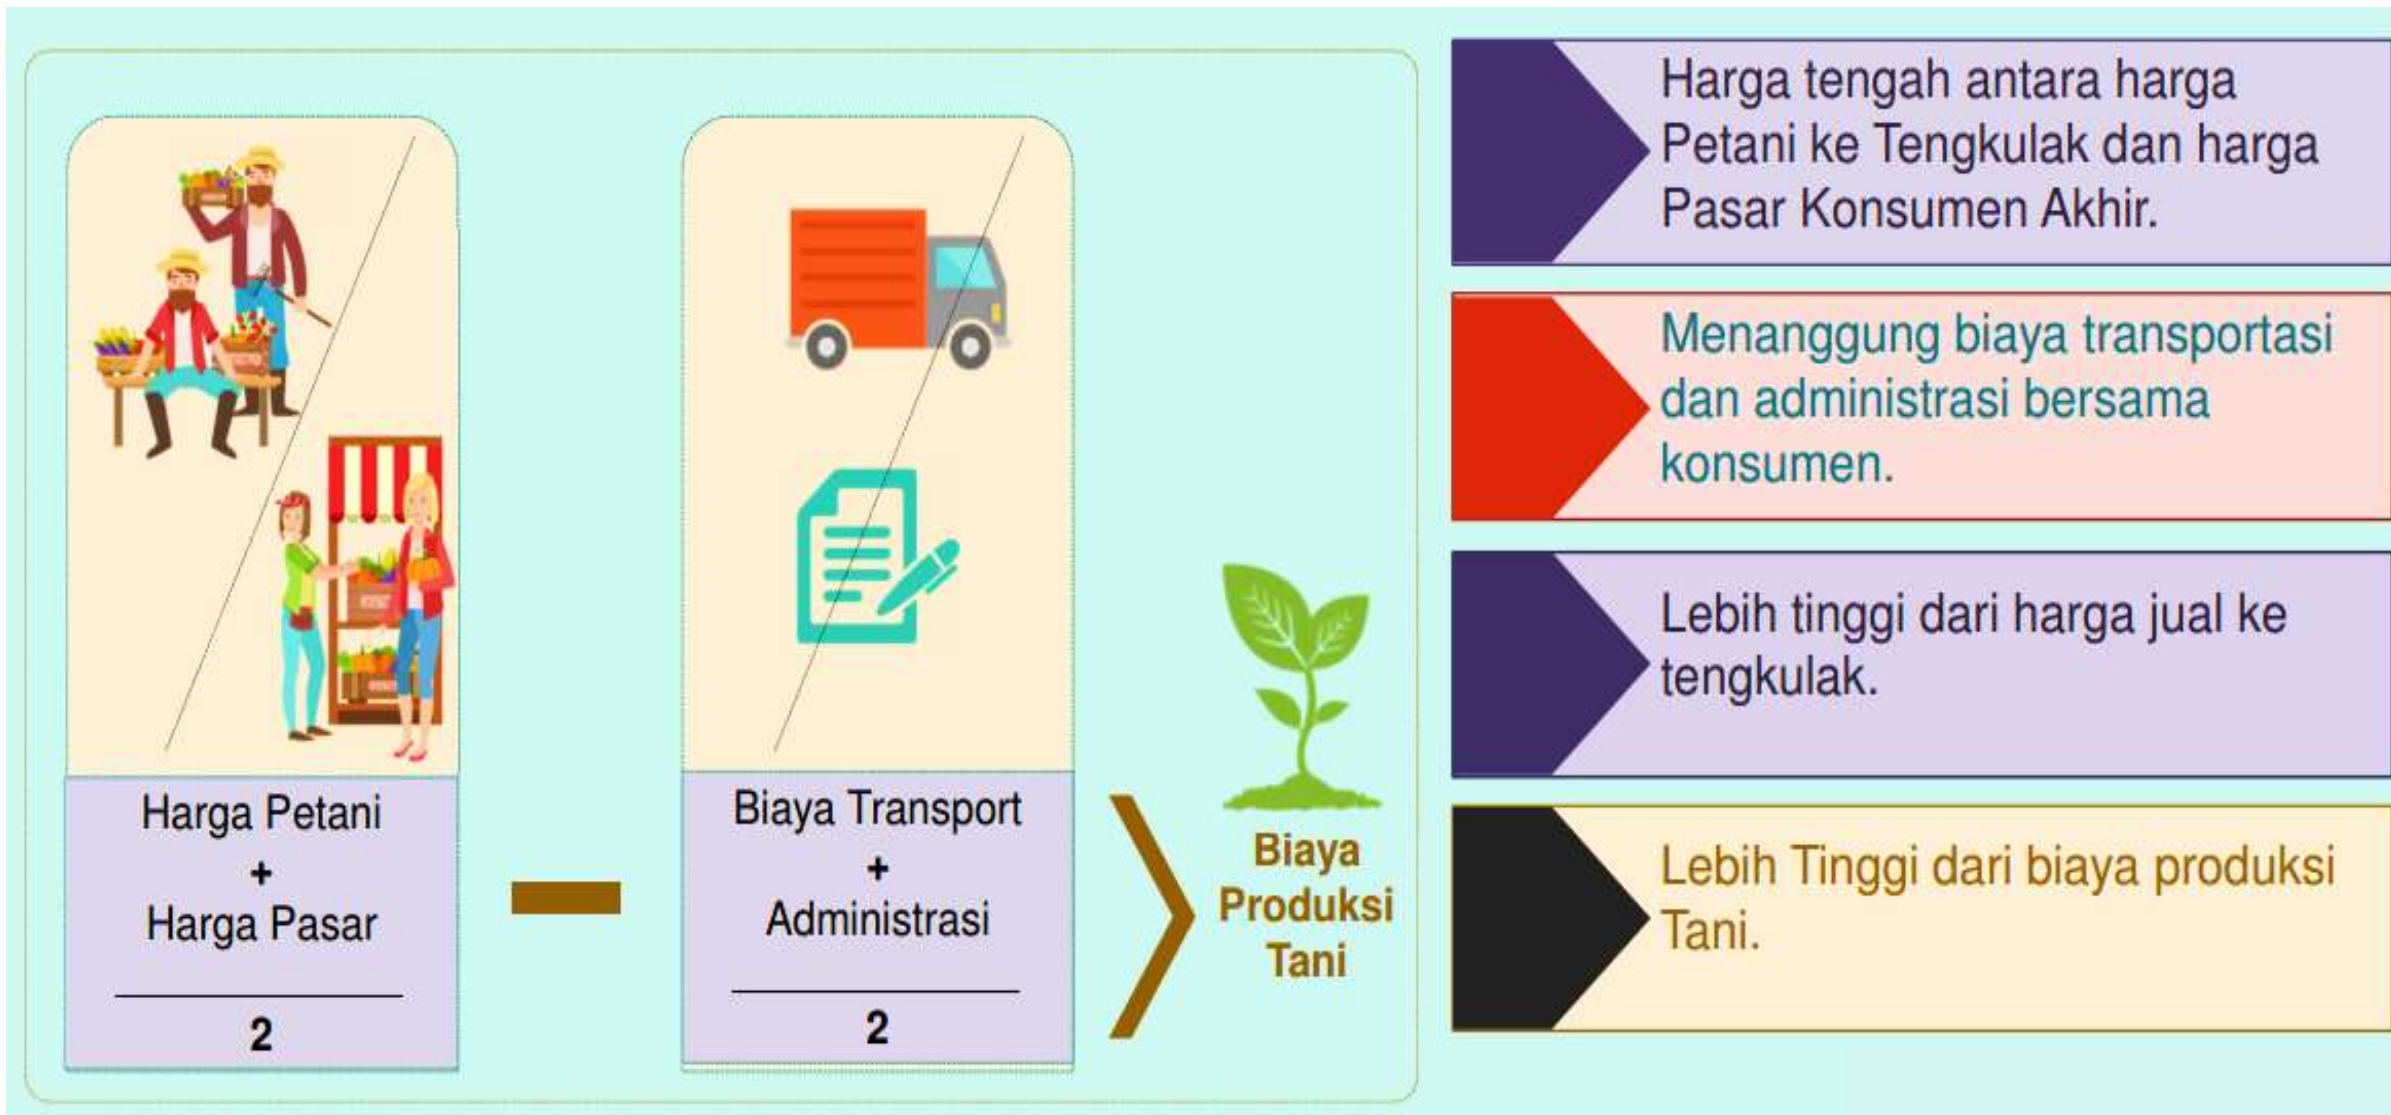 Harga Petani
+
Harga Pasar
2
Biaya Transport
+
Administrasi
2
Biaya
Produksi
Tani
Harga tengah antara harga
Petani ke Tengkulak dan harga
Pasar Konsumen Akhir.
Menanggung biaya transportasi
dan administrasi bersama
konsumen.
Lebih tinggi dari harga jual ke
tengkulak.
Lebih Tinggi dari biaya produksi
Tani.